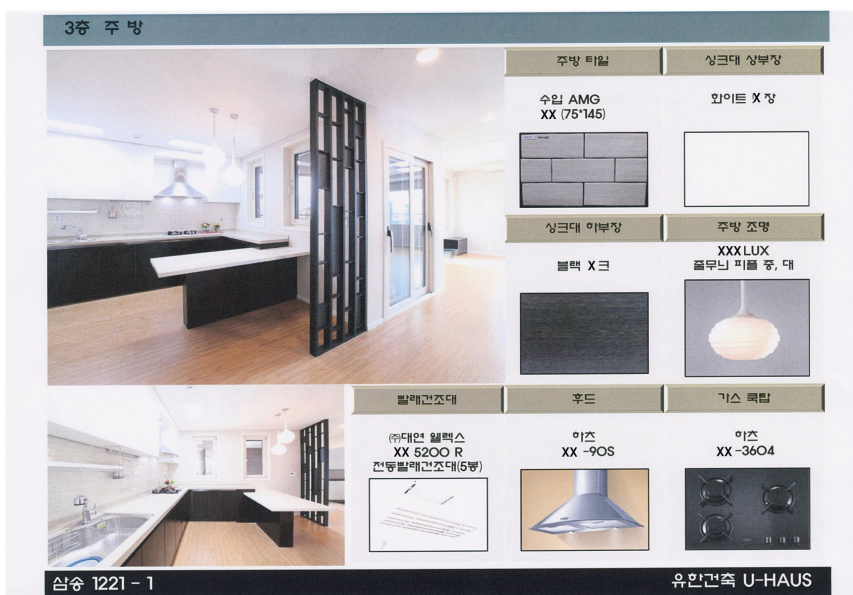 3층 주 방
주방 타일
싱크대 상부장
수입 AMG
XX (75*145)
화이트 X 장
싱크대 하부장
주방 조명
블랙 X 크
XXX LUX
줄무늬 피플 중, 대
빨래건조대
후드
가스 쿡탑
㈜대연 웰렉스
XX 5200 R
전동빨래건조대(5봉)
하츠
XX -90S
하츠
XX -3604
삼송 1221 - 1
유한건축 U-HAUS